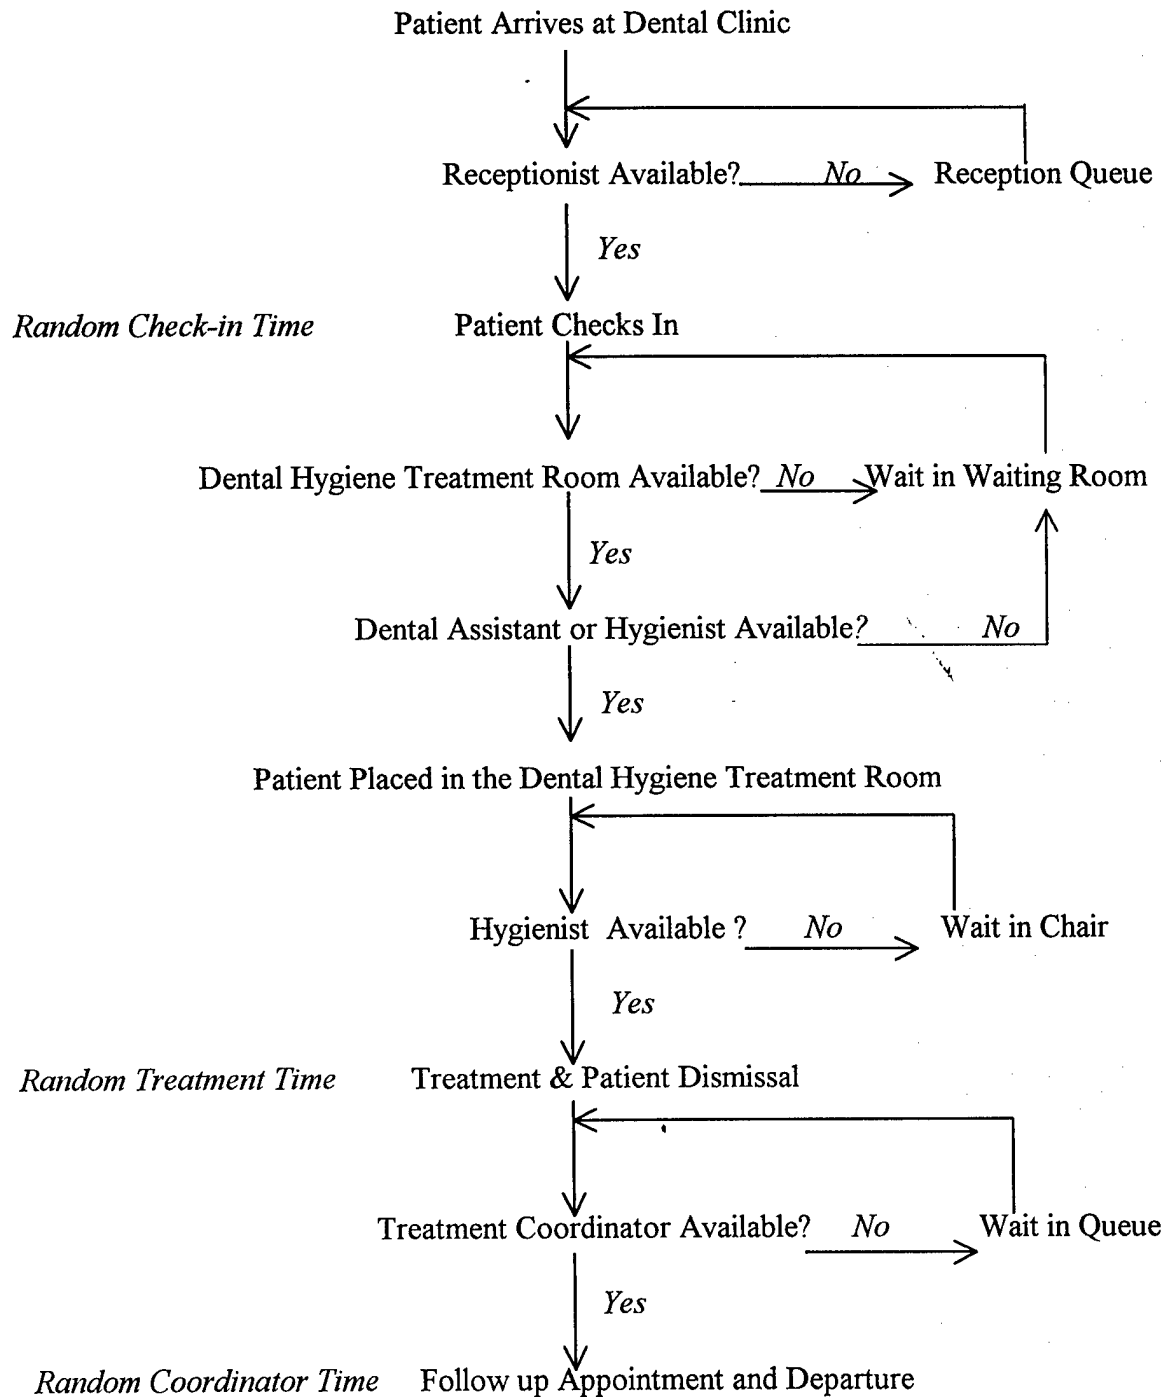 Patient Arrives at Dental Clinic
Receptionist Available? No Reception Queue
Yes
Random Check-in Time Patient Checks In
Dental Hygiene Treatment Room Available? No Wait in Waiting Room
Yes
Dental Assistant or Hygienist Available? No
Yes
Patient Placed in the Dental Hygiene Treatment Room
Hygienist Available ? No Wait in Chair
Yes
Random Treatment Time Treatment & Patient Dismissal
Treatment Coordinator Available? No Wait in Queue
Yes
Random Coordinator Time Follow up Appointment and Departure